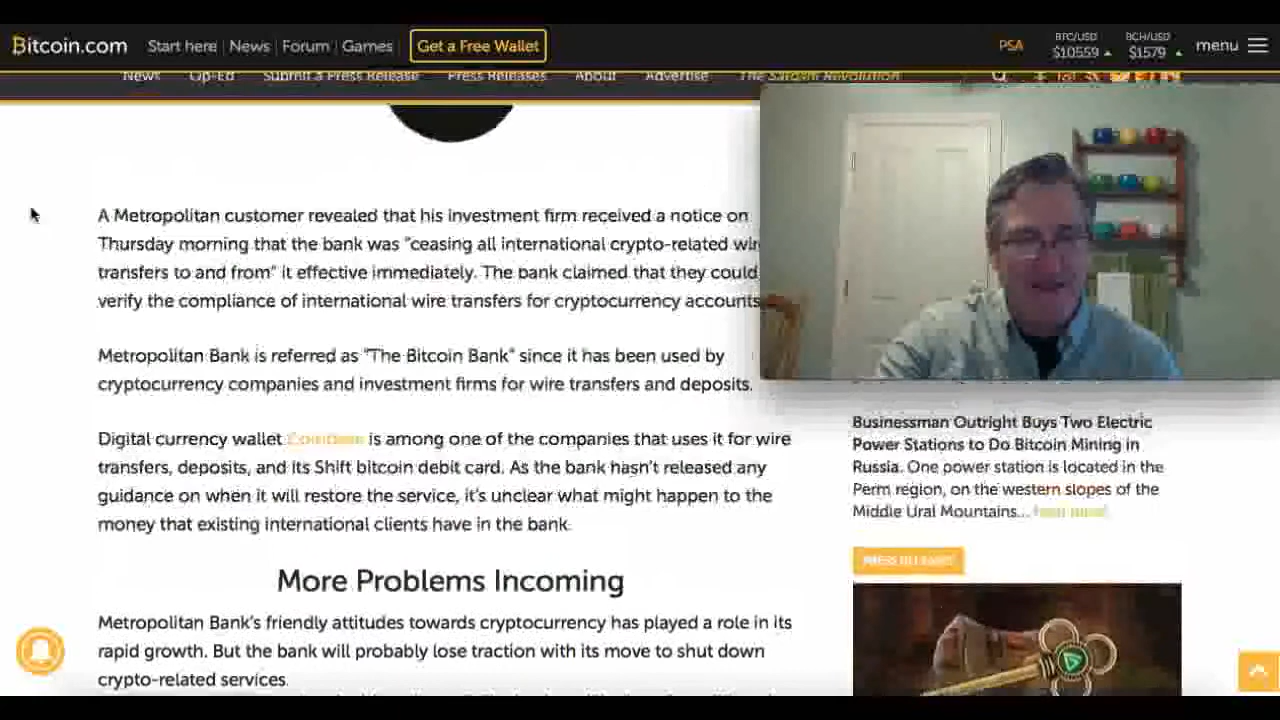 Bitcoin.com
Start here | News | Forum | Games |
Get a Free Wallet
PSA
BTC/USD
$10559
BCH/USD
$1579
menu
News
Op-Ed
Submit a Press Release
Press Releases
About
Advertise
The Satoshi Revolution
A Metropolitan customer revealed that his investment firm received a notice on
Thursday morning that the bank was "ceasing all international crypto-related wir
transfers to and from" it effective immediately. The bank claimed that they could
verify the compliance of international wire transfers for cryptocurrency accounts
Metropolitan Bank is referred as "The Bitcoin Bank" since it has been used by
cryptocurrency companies and investment firms for wire transfers and deposits.
Digital currency wallet Coinbase is among one of the companies that uses it for wire
transfers, deposits, and its Shift bitcoin debit card. As the bank hasn't released any
guidance on when it will restore the service, it's unclear what might happen to the
money that existing international clients have in the bank.
More Problems Incoming
Metropolitan Bank's friendly attitudes towards cryptocurrency has played a role in its
rapid growth. But the bank will probably lose traction with its move to shut down
crypto-related services.
Businessman Outright Buys Two Electric
Power Stations to Do Bitcoin Mining in
Russia. One power station is located in the
Perm region, on the western slopes of the
Middle Ural Mountains... read more
PRESS RELEASES